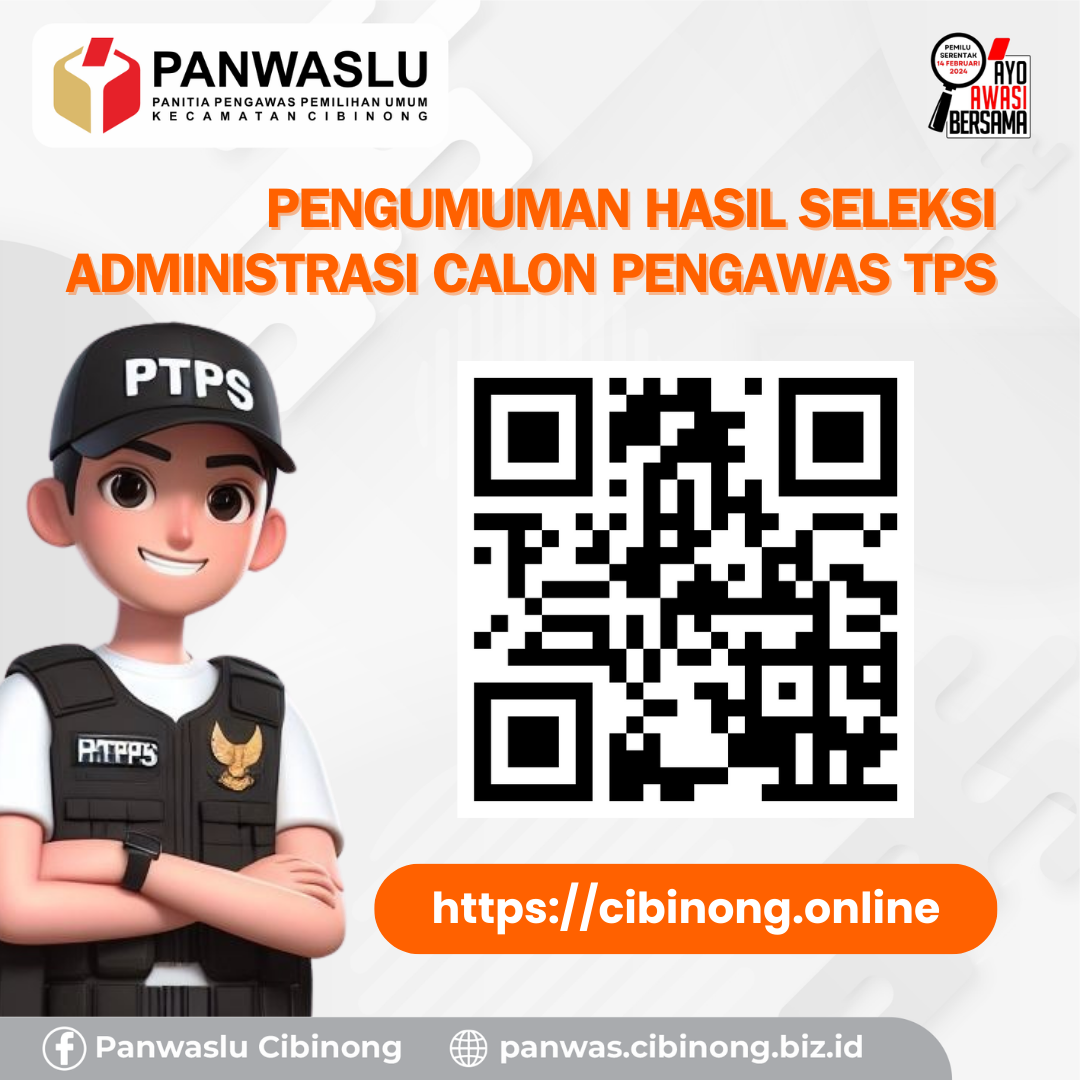 PANWASLU
PANITIA PENGAWAS PEMILIHAN UMUM
KECAMATAN CIBINONG
PEMILU
SERENTAK
14 FEBRUARI
2024
AYO
AWASI
BERSAMA
PENGUMUMAN HASIL SELEKSI
ADMINISTRASI CALON PENGAWAS TPS
PTPS
https://cibinong.online
Panwaslu Cibinong
panwas.cibinong.biz.id